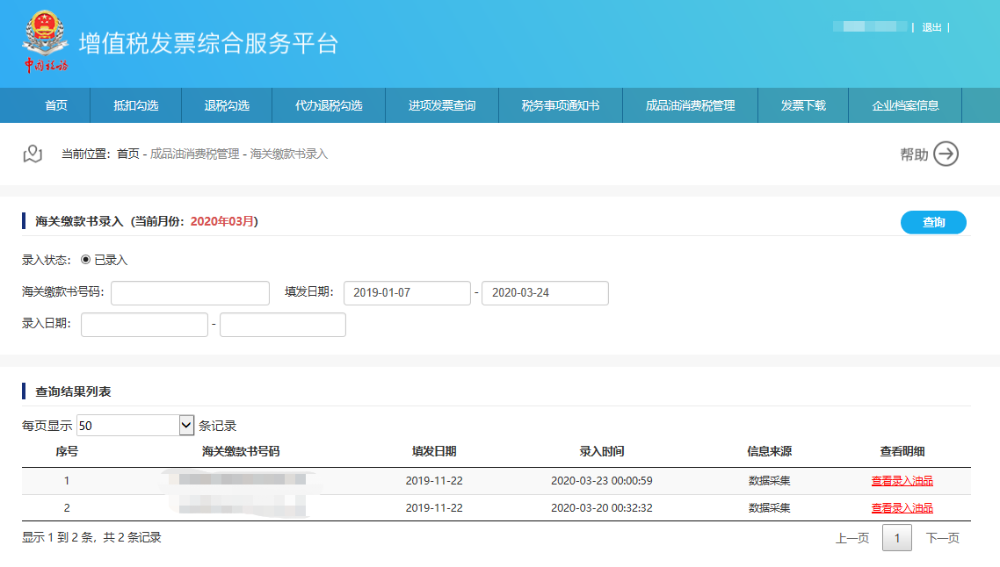 增值税发票综合服务平台
中国税务
| 退出 |
首页 抵扣勾选 退税勾选 代办退税勾选 进项发票查询 税务事项通知书 成品油消费税管理 发票下载 企业档案信息
当前位置：首页 - 成品油消费税管理 - 海关缴款书录入
帮助
海关缴款书录入 (当前月份：2020年03月)
查询
录入状态： 已录入
海关缴款书号码： 填发日期： 2019-01-07 - 2020-03-24
录入日期： -
查询结果列表
每页显示 50 条记录
序号 海关缴款书号码 填发日期 录入时间 信息来源 查看明细
1 2019-11-22 2020-03-23 00:00:59 数据采集 查看录入油品
2 2019-11-22 2020-03-20 00:32:32 数据采集 查看录入油品
显示 1 到 2 条，共 2 条记录
上一页 1 下一页